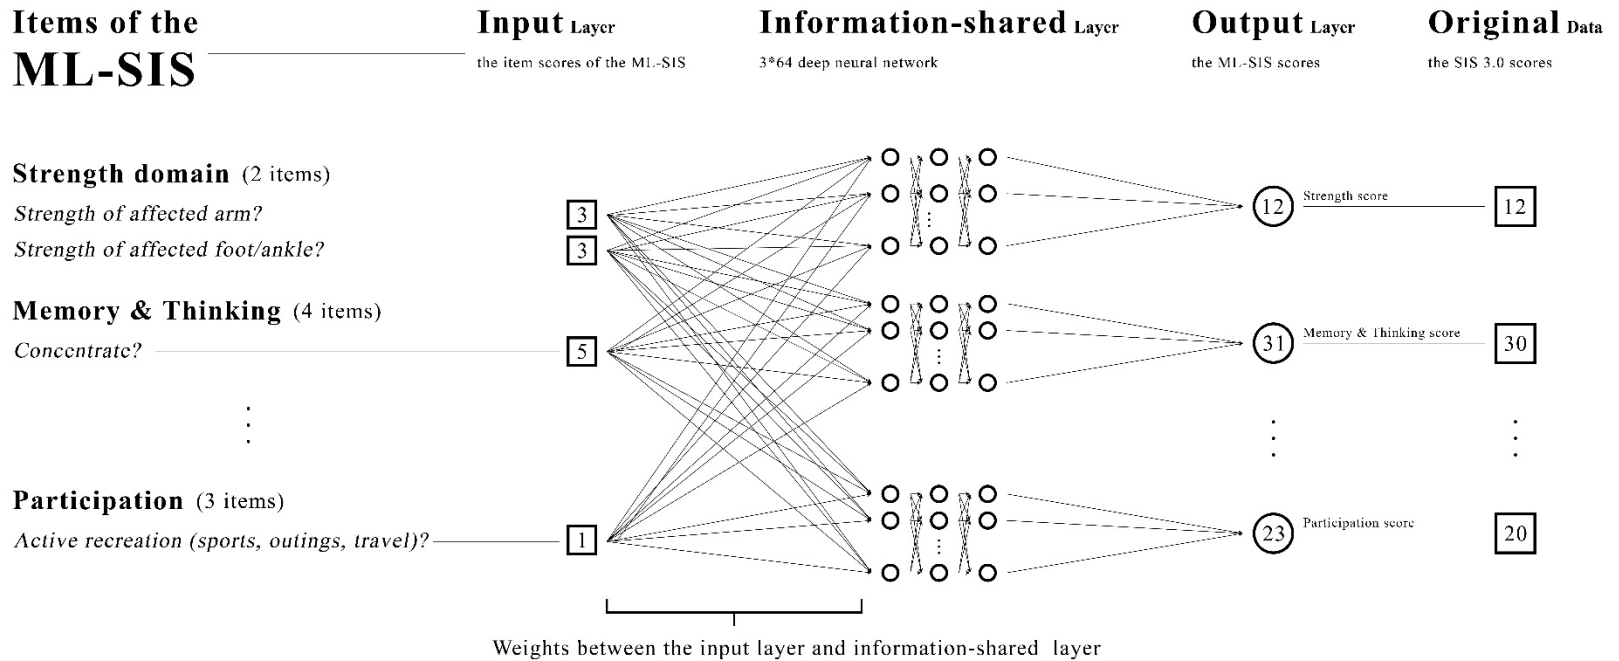 Items of the
ML-SIS
Input Layer
the item scores of the ML-SIS
Information-shared Layer
3*64 deep neural network
Output Layer
the ML-SIS scores
Original Data
the SIS 3.0 scores
Strength domain (2 items)
Strength of affected arm?
3
Strength of affected foot/ankle?
3
12
Strength score
12
Memory & Thinking (4 items)
Concentrate?
5
31
Memory & Thinking score
30
Participation (3 items)
Active recreation (sports, outings, travel)?
1
23
Participation score
20
Weights between the input layer and information-shared layer